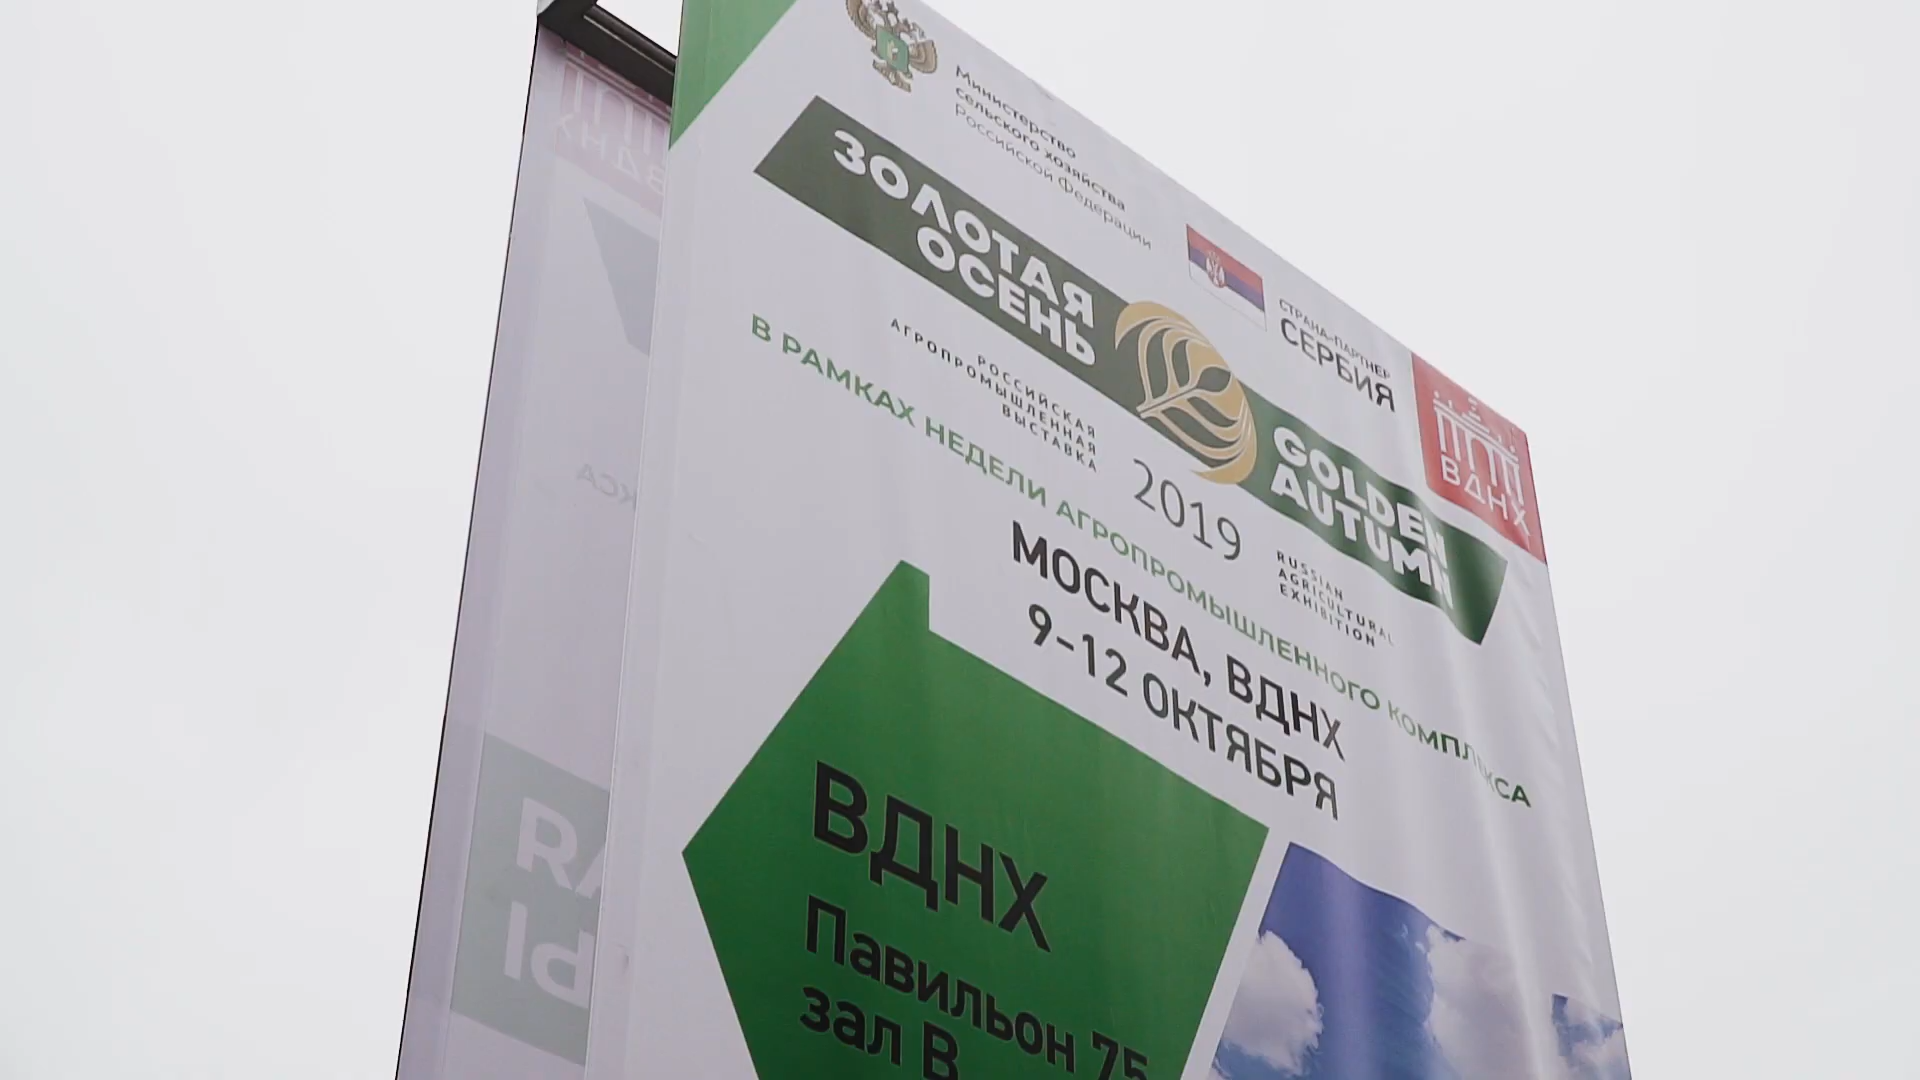 Министерство
сельского хозяйства
Российской Федерации
СТРАНА-ПАРТНЕР
СЕРБИЯ
ВДНХ
ЗОЛОТАЯ
ОСЕНЬ
GOLDEN
AUTUMN
РОССИЙСКАЯ
АГРОПРОМЫШЛЕННАЯ
ВЫСТАВКА
2019
RUSSIAN
AGRICULTURAL
EXHIBITION
В РАМКАХ НЕДЕЛИ АГРОПРОМЫШЛЕННОГО КОМПЛЕКСА
МОСКВА, ВДНХ
9-12 ОКТЯБРЯ
ВДНХ
Павильон 75
зал В